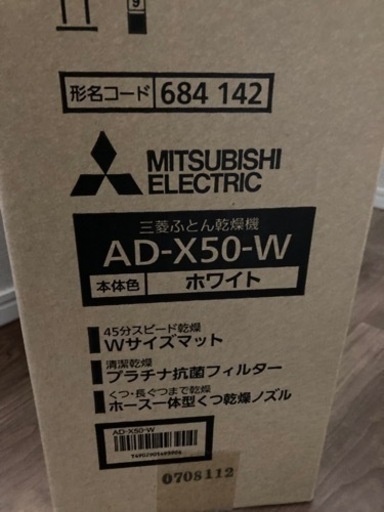 9
形名コード 684 142
MITSUBISHI
ELECTRIC
三菱ふとん乾燥機
AD-X50-W
本体色 ホワイト
45分スピード乾燥
Wサイズマット
清潔乾燥
プラチナ抗菌フィルター
くつ・長ぐつまで乾燥
ホース一体型くつ乾燥ノズル
AD-X50-W
0708112